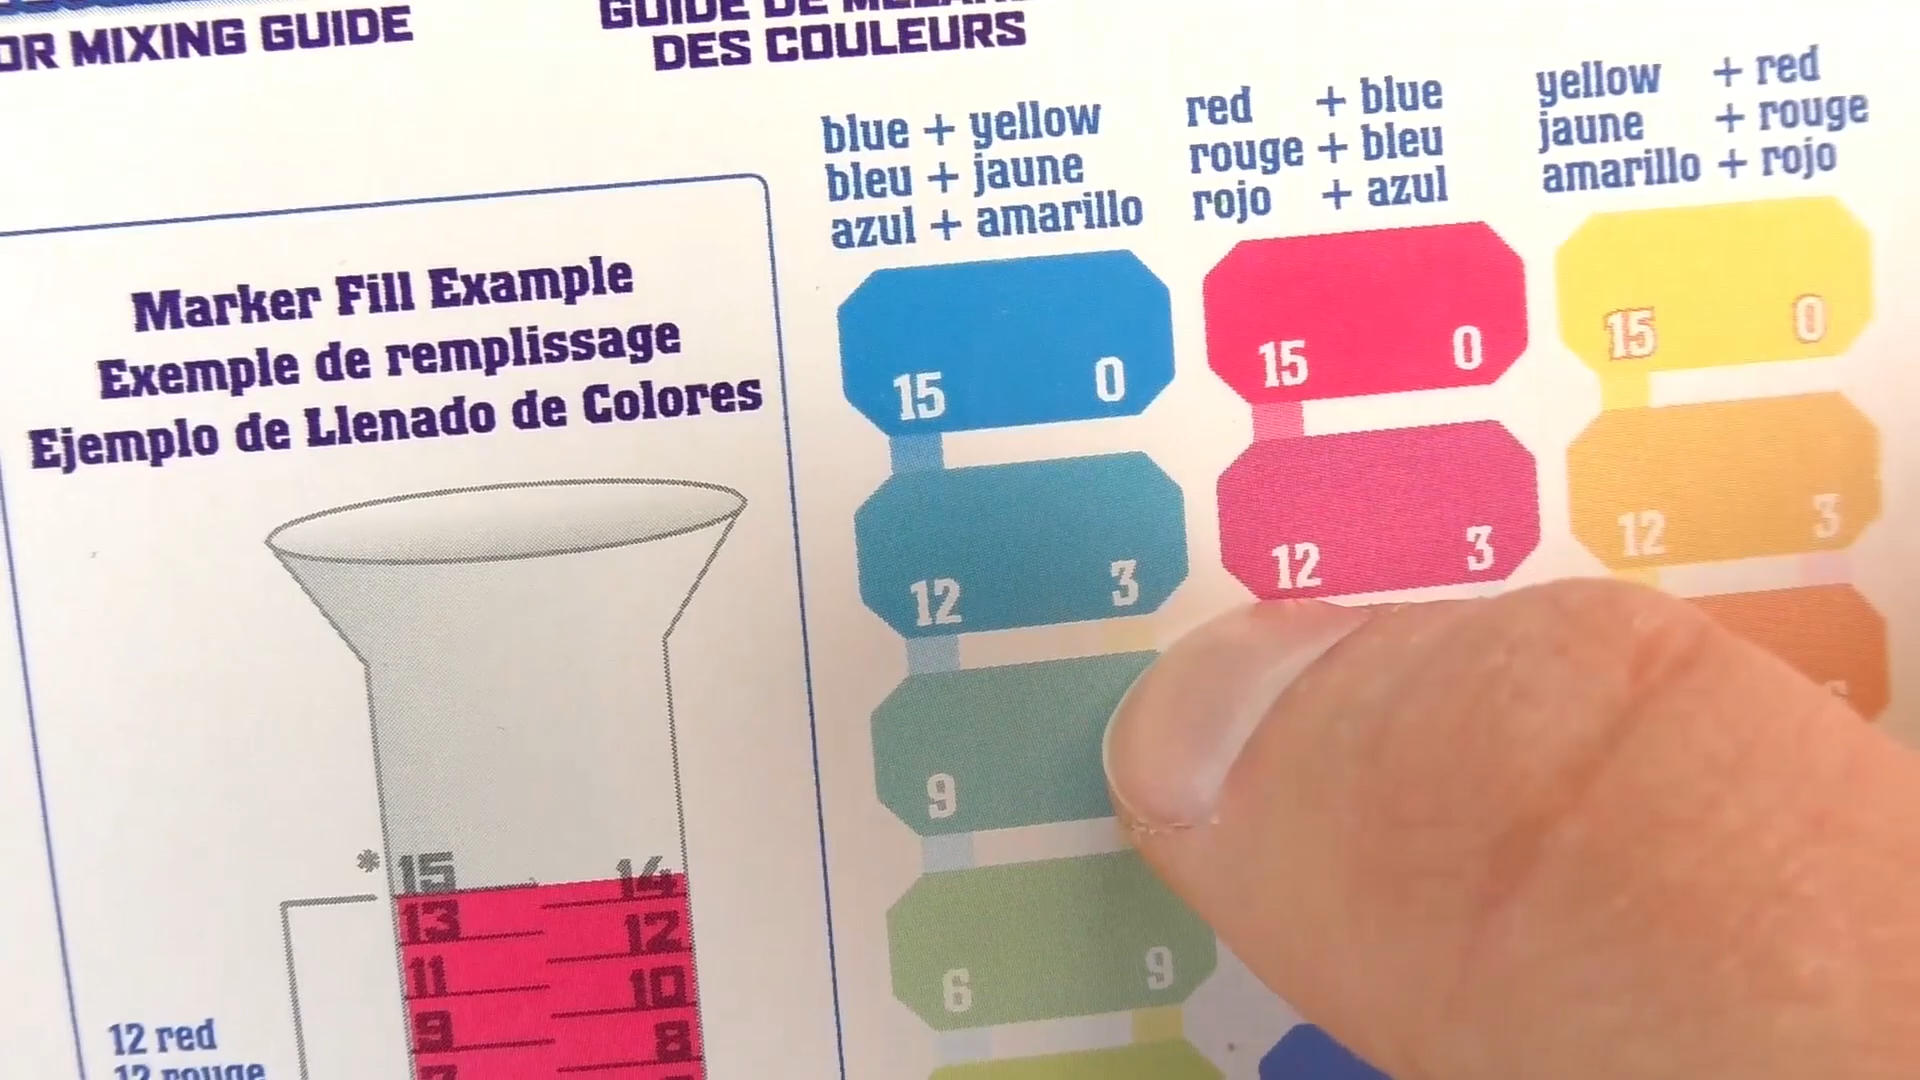 OR MIXING GUIDE
GUIDE DE
DES COULEURS
Marker Fill Example
Exemple de remplissage
Ejemplo de Llenado de Colores
* 15 14
13 12
11 10
9 8
12 red
12 rouge
blue + yellow
bleu + jaune
azul + amarillo
15 0
12 3
9
6 9
red + blue
rouge + bleu
rojo + azul
15 0
12 3
yellow + red
jaune + rouge
amarillo + rojo
15 0
12 3